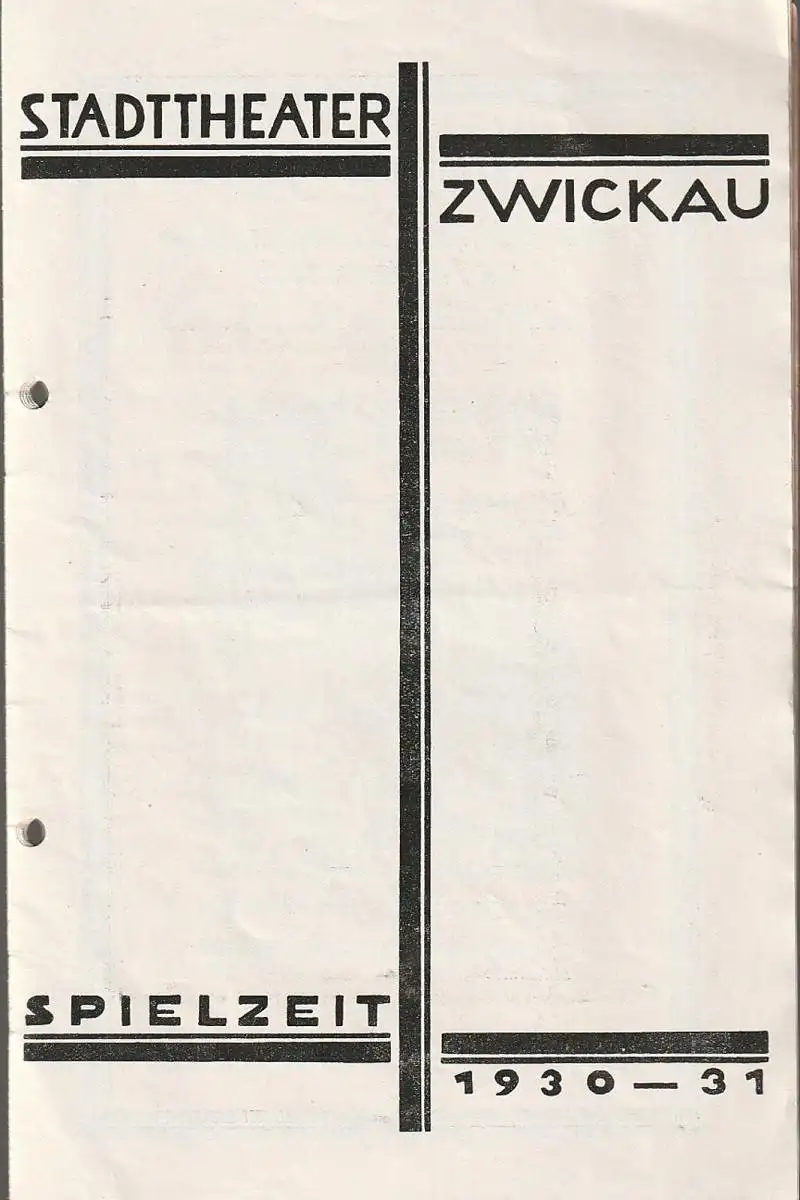 STADTTHEATER
ZWICKAU
SPIELZEIT
1930—31